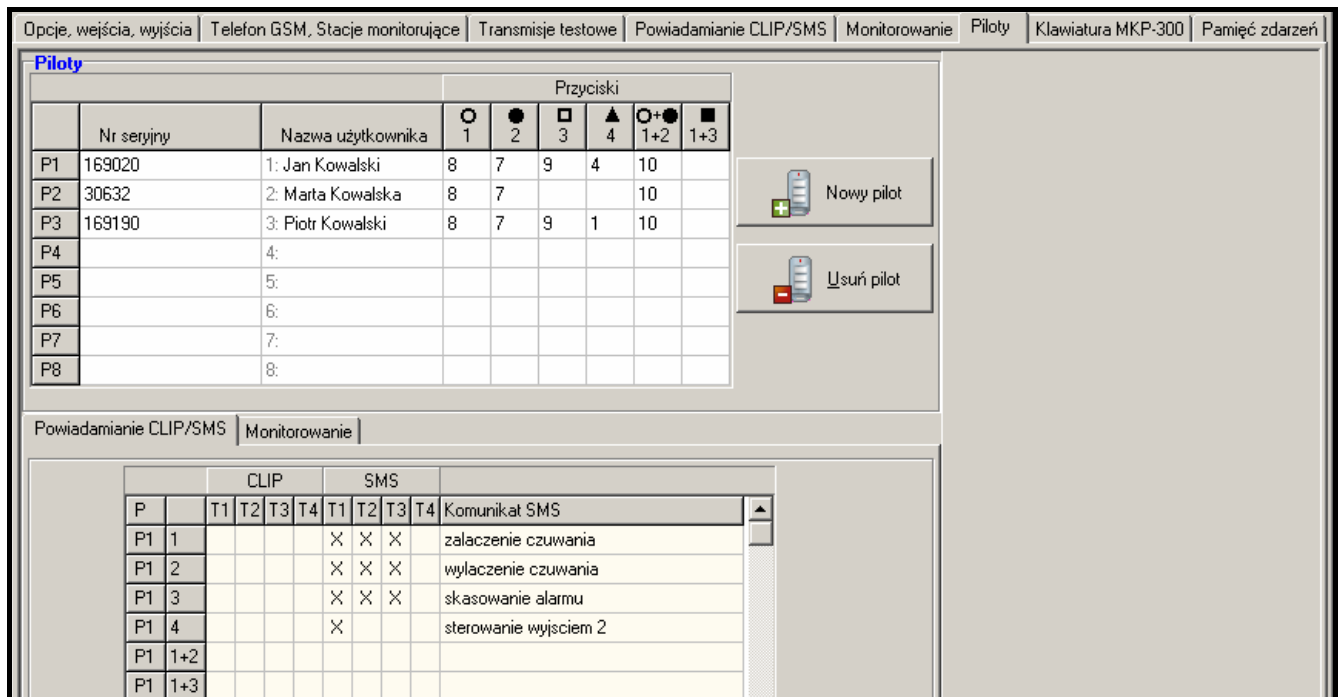 Opcje, wejścia, wyjścia Telefon GSM, Stacje monitorujące Transmisje testowe Powiadamianie CLIP/SMS Monitorowanie Piloty Klawiatura MKP-300 Pamięć zdarzeń
Piloty
Przyciski
Nr seryjny Nazwa użytkownika 1 2 3 4 1+2 1+3
P1 169020 1: Jan Kowalski 8 7 9 4 10
P2 30632 2: Marta Kowalska 8 7 10
P3 169190 3: Piotr Kowalski 8 7 9 1 10
P4 4:
P5 5:
P6 6:
P7 7:
P8 8:
Nowy pilot
Usuń pilot
Powiadamianie CLIP/SMS Monitorowanie
CLIP SMS
P T1 T2 T3 T4 T1 T2 T3 T4 Komunikat SMS
P1 1 X X X zalaczenie czuwania
P1 2 X X X wylaczenie czuwania
P1 3 X X X skasowanie alarmu
P1 4 X sterowanie wyjsciem 2
P1 1+2
P1 1+3